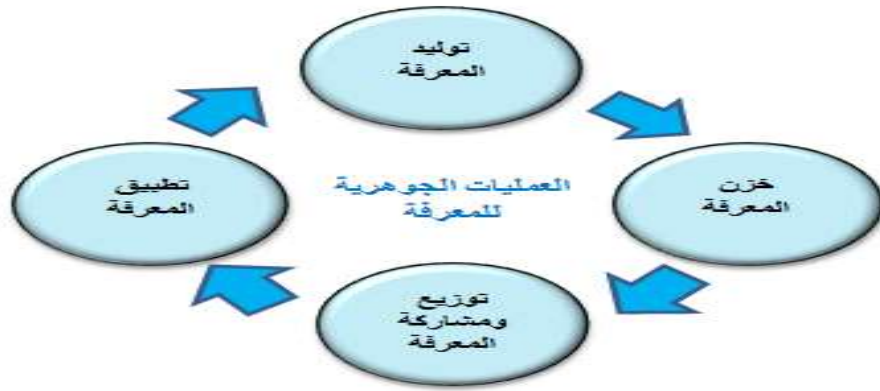 توليد
المعرفة
خزن
المعرفة
العمليات الجوهرية
للمعرفة
تطبيق
المعرفة
توزيع
ومشاركة
المعرفة